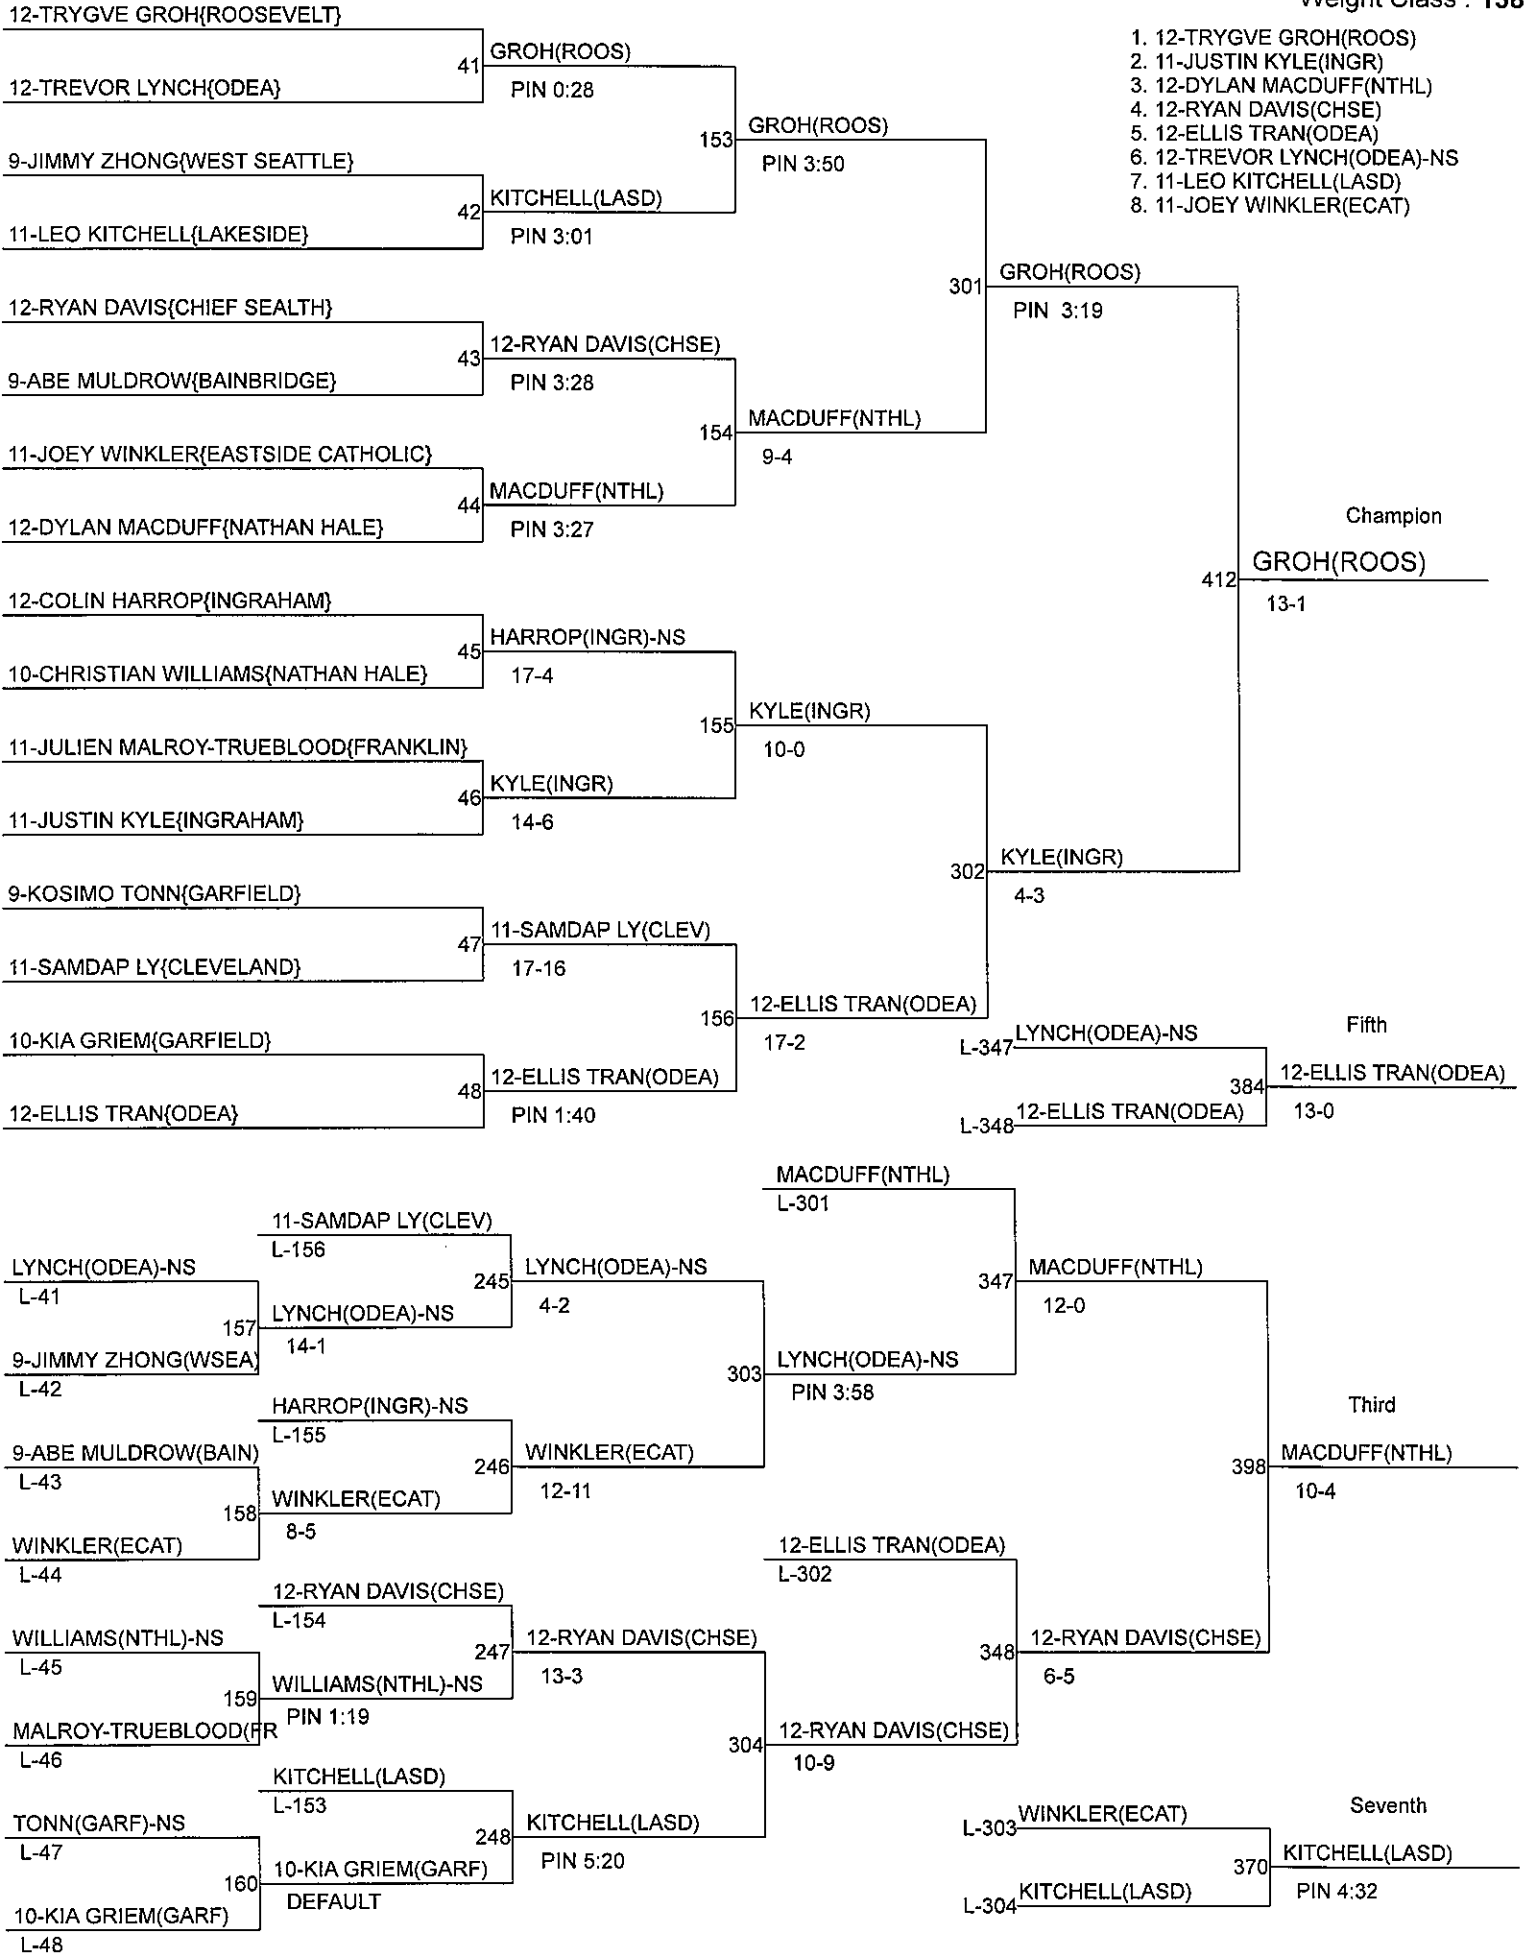 Weight Class : 138
1. 12-TRYGVE GROH(ROOS)
2. 11-JUSTIN KYLE(INGR)
3. 12-DYLAN MACDUFF(NTHL)
4. 12-RYAN DAVIS(CHSE)
5. 12-ELLIS TRAN(ODEA)
6. 12-TREVOR LYNCH(ODEA)-NS
7. 11-LEO KITCHELL(LASD)
8. 11-JOEY WINKLER(ECAT)
12-TRYGVE GROH{ROOSEVELT}
12-TREVOR LYNCH{ODEA}
9-JIMMY ZHONG{WEST SEATTLE}
11-LEO KITCHELL{LAKESIDE}
12-RYAN DAVIS{CHIEF SEALTH}
9-ABE MULDROW{BAINBRIDGE}
11-JOEY WINKLER{EASTSIDE CATHOLIC}
12-DYLAN MACDUFF{NATHAN HALE}
12-COLIN HARROP{INGRAHAM}
10-CHRISTIAN WILLIAMS{NATHAN HALE}
11-JULIEN MALROY-TRUEBLOOD{FRANKLIN}
11-JUSTIN KYLE{INGRAHAM}
9-KOSIMO TONN{GARFIELD}
11-SAMDAP LY{CLEVELAND}
10-KIA GRIEM{GARFIELD}
12-ELLIS TRAN{ODEA}
41 GROH(ROOS)
PIN 0:28
42 KITCHELL(LASD)
PIN 3:01
43 12-RYAN DAVIS(CHSE)
PIN 3:28
44 MACDUFF(NTHL)
PIN 3:27
45 HARROP(INGR)-NS
17-4
46 KYLE(INGR)
14-6
47 11-SAMDAP LY(CLEV)
17-16
48 12-ELLIS TRAN(ODEA)
PIN 1:40
153 GROH(ROOS)
PIN 3:50
154 MACDUFF(NTHL)
9-4
155 KYLE(INGR)
10-0
156 12-ELLIS TRAN(ODEA)
17-2
301 GROH(ROOS)
PIN 3:19
302 KYLE(INGR)
4-3
Champion
412 GROH(ROOS)
13-1
Fifth
L-347 LYNCH(ODEA)-NS
L-348 12-ELLIS TRAN(ODEA)
384 12-ELLIS TRAN(ODEA)
13-0
LYNCH(ODEA)-NS
L-41
9-JIMMY ZHONG(WSEA)
L-42
9-ABE MULDROW(BAIN)
L-43
WINKLER(ECAT)
L-44
WILLIAMS(NTHL)-NS
L-45
MALROY-TRUEBLOOD(FR
L-46
TONN(GARF)-NS
L-47
10-KIA GRIEM(GARF)
L-48
11-SAMDAP LY(CLEV)
L-156
157 LYNCH(ODEA)-NS
14-1
HARROP(INGR)-NS
L-155
158 WINKLER(ECAT)
8-5
12-RYAN DAVIS(CHSE)
L-154
159 WILLIAMS(NTHL)-NS
PIN 1:19
KITCHELL(LASD)
L-153
160 10-KIA GRIEM(GARF)
DEFAULT
245 LYNCH(ODEA)-NS
4-2
246 WINKLER(ECAT)
12-11
247 12-RYAN DAVIS(CHSE)
13-3
248 KITCHELL(LASD)
PIN 5:20
MACDUFF(NTHL)
L-301
303 LYNCH(ODEA)-NS
PIN 3:58
12-ELLIS TRAN(ODEA)
L-302
304 12-RYAN DAVIS(CHSE)
10-9
347 MACDUFF(NTHL)
12-0
348 12-RYAN DAVIS(CHSE)
6-5
Third
398 MACDUFF(NTHL)
10-4
Seventh
L-303 WINKLER(ECAT)
L-304 KITCHELL(LASD)
370 KITCHELL(LASD)
PIN 4:32